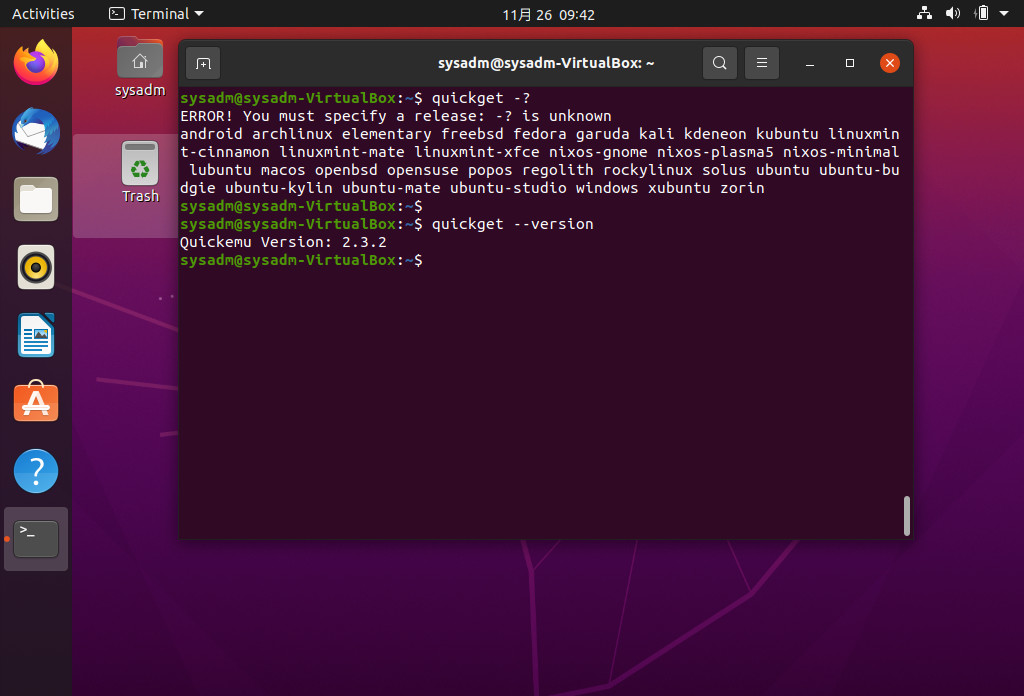 Activities
Terminal
11月 26 09:42
sysadm
Trash
sysadm@sysadm-VirtualBox: ~
sysadm@sysadm-VirtualBox:~$ quickget -?
ERROR! You must specify a release: -? is unknown
android archlinux elementary freebsd fedora garuda kali kdeneon kubuntu linuxmin
t-cinnamon linuxmint-mate linuxmint-xfce nixos-gnome nixos-plasma5 nixos-minimal
 lubuntu macos openbsd opensuse popos regolith rockylinux solus ubuntu ubuntu-bu
dgie ubuntu-kylin ubuntu-mate ubuntu-studio windows xubuntu zorin
sysadm@sysadm-VirtualBox:~$
sysadm@sysadm-VirtualBox:~$ quickget --version
Quickemu Version: 2.3.2
sysadm@sysadm-VirtualBox:~$